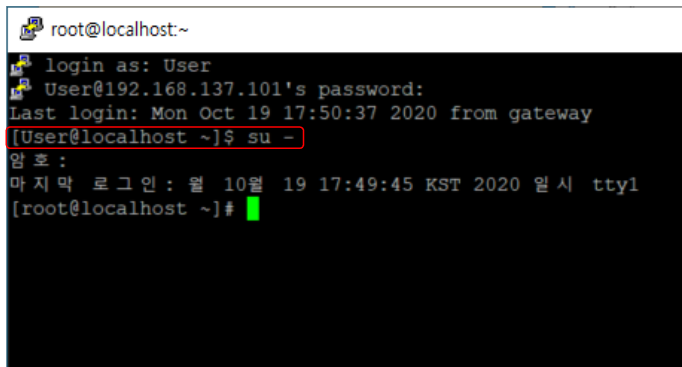 root@localhost:~
login as: User
User@192.168.137.101's password:
Last login: Mon Oct 19 17:50:37 2020 from gateway
[User@localhost ~]$ su -
암호:
마지막 로그인: 월 10월 19 17:49:45 KST 2020 일시 tty1
[root@localhost ~]#